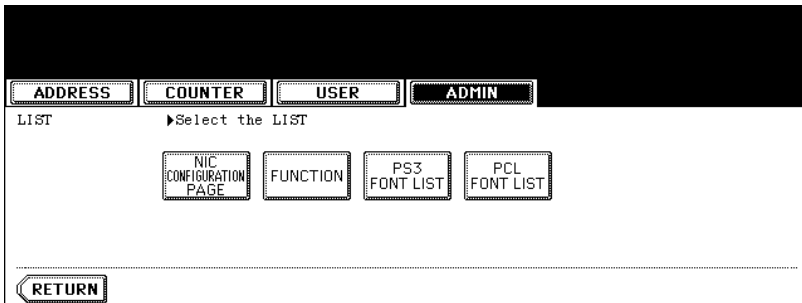 ADDRESS COUNTER USER ADMIN
LIST ▶Select the LIST
NIC CONFIGURATION PAGE
FUNCTION
PS3 FONT LIST
PCL FONT LIST
RETURN